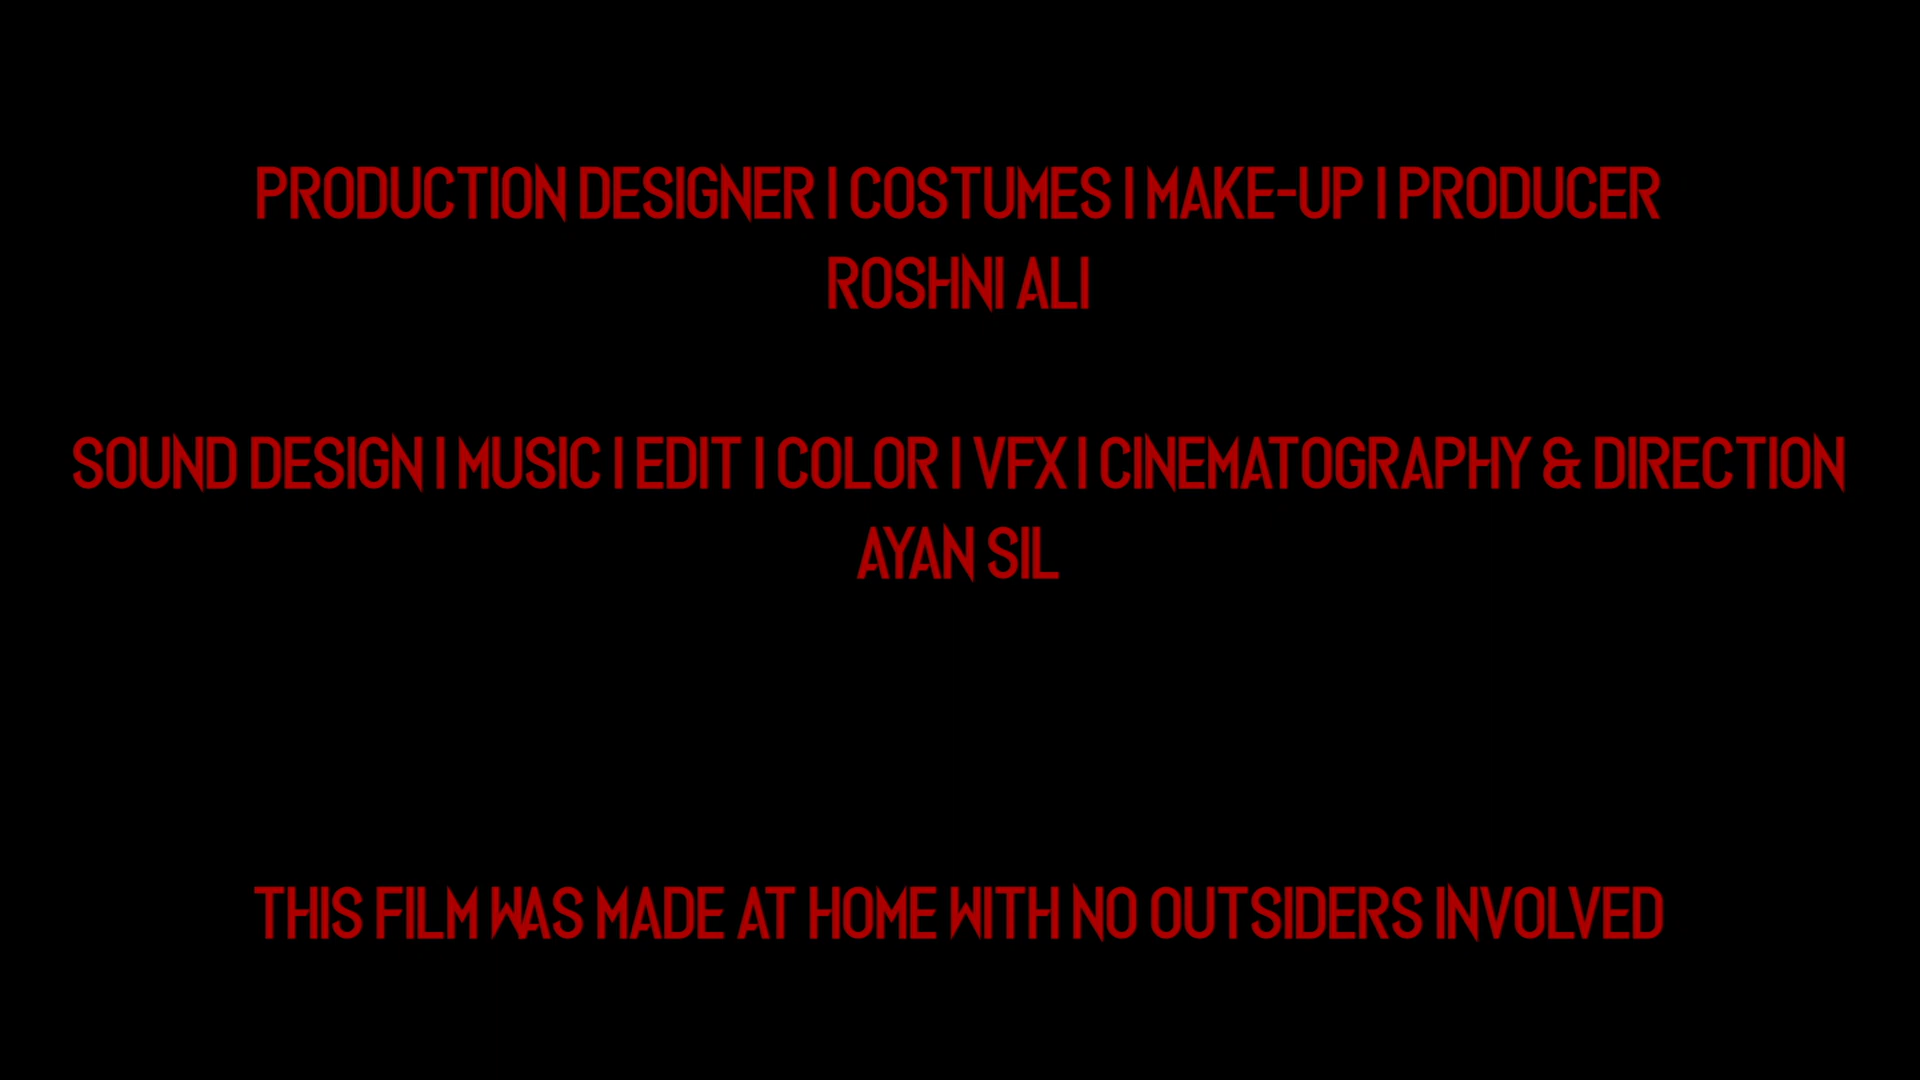 PRODUCTION DESIGNER | COSTUMES | MAKE-UP | PRODUCER
ROSHNI ALI
SOUND DESIGN | MUSIC | EDIT | COLOR | VFX | CINEMATOGRAPHY & DIRECTION
AYAN SIL
THIS FILM WAS MADE AT HOME WITH NO OUTSIDERS INVOLVED